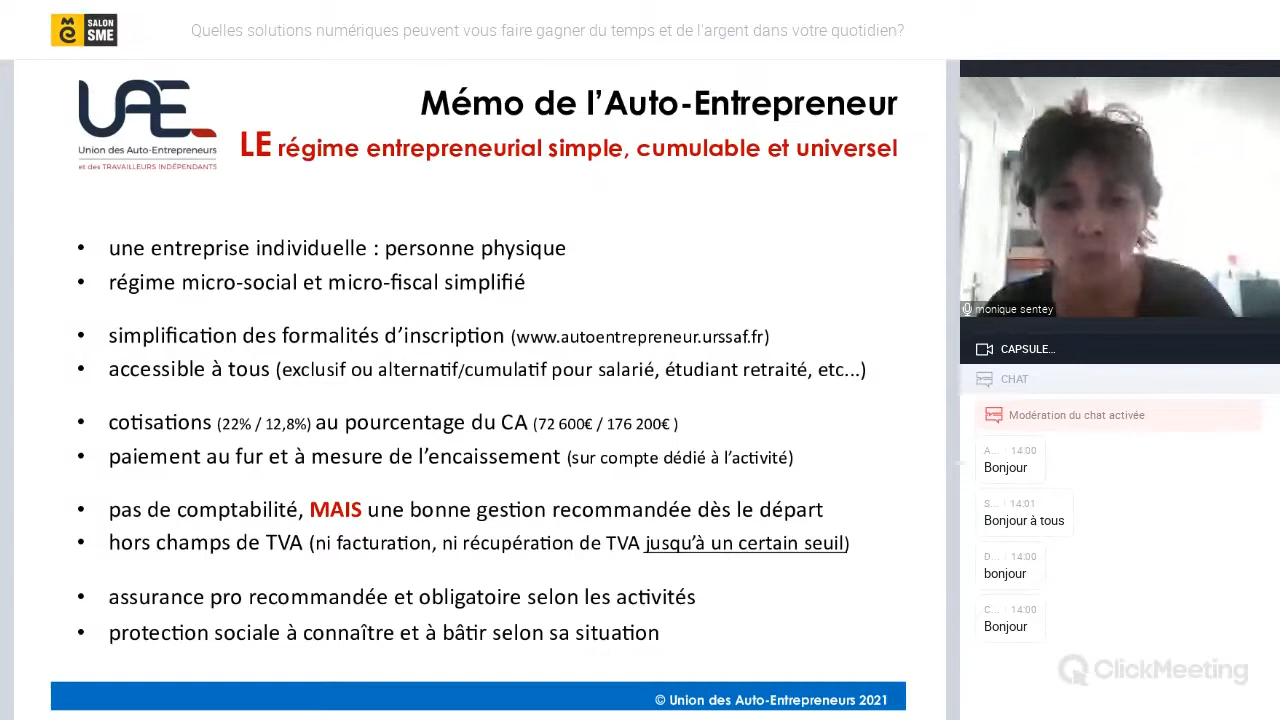 SALON
SME
Quelles solutions numériques peuvent vous faire gagner du temps et de l'argent dans votre quotidien?
UAE
Union des Auto-Entrepreneurs
et des TRAVAILLEURS INDÉPENDANTS
Mémo de l'Auto-Entrepreneur
LE régime entrepreneurial simple, cumulable et universel
• une entreprise individuelle : personne physique
• régime micro-social et micro-fiscal simplifié
• simplification des formalités d'inscription (www.autoentrepreneur.urssaf.fr)
• accessible à tous (exclusif ou alternatif/cumulatif pour salarié, étudiant retraité, etc...)
• cotisations (22% / 12,8%) au pourcentage du CA (72 600€ / 176 200€ )
• paiement au fur et à mesure de l'encaissement (sur compte dédié à l'activité)
• pas de comptabilité, MAIS une bonne gestion recommandée dès le départ
• hors champs de TVA (ni facturation, ni récupération de TVA jusqu'à un certain seuil)
• assurance pro recommandée et obligatoire selon les activités
• protection sociale à connaître et à bâtir selon sa situation
© Union des Auto-Entrepreneurs 2021
monique sentey
CAPSULE...
CHAT
Modération du chat activée
A... 14:00
Bonjour
S... 14:01
Bonjour à tous
D... 14:00
bonjour
C... 14:00
Bonjour
ClickMeeting